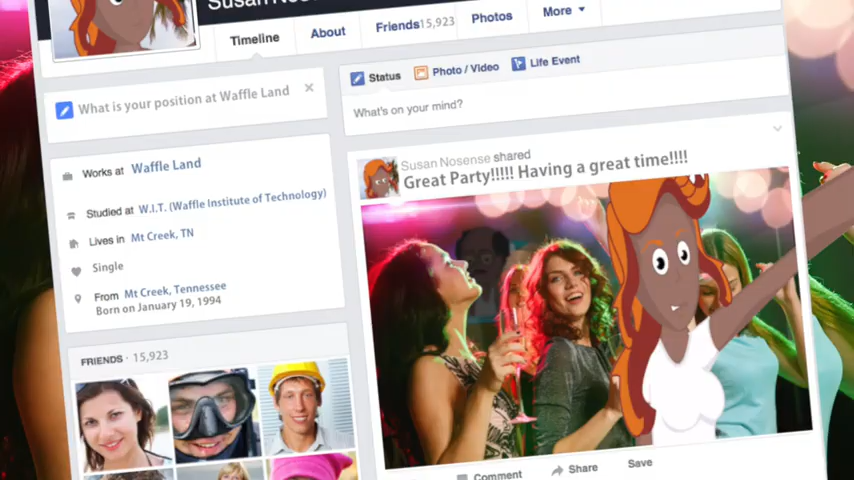 Susan Nosense
Timeline
About
Friends 15,923
Photos
More
What is your position at Waffle Land
Status
Photo / Video
Life Event
What's on your mind?
Works at Waffle Land
Studied at W.I.T. (Waffle Institute of Technology)
Lives in Mt Creek, TN
Single
From Mt Creek, Tennessee
Born on January 19, 1994
Susan Nosense shared
Great Party!!!!! Having a great time!!!!
FRIENDS · 15,923
Comment
Share
Save